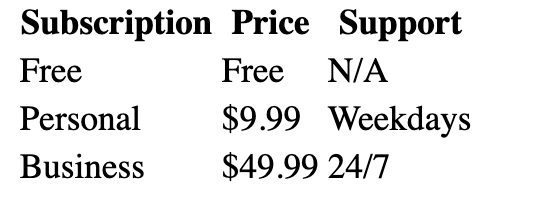 Subscription Price Support
Free Free N/A
Personal $9.99 Weekdays
Business $49.99 24/7